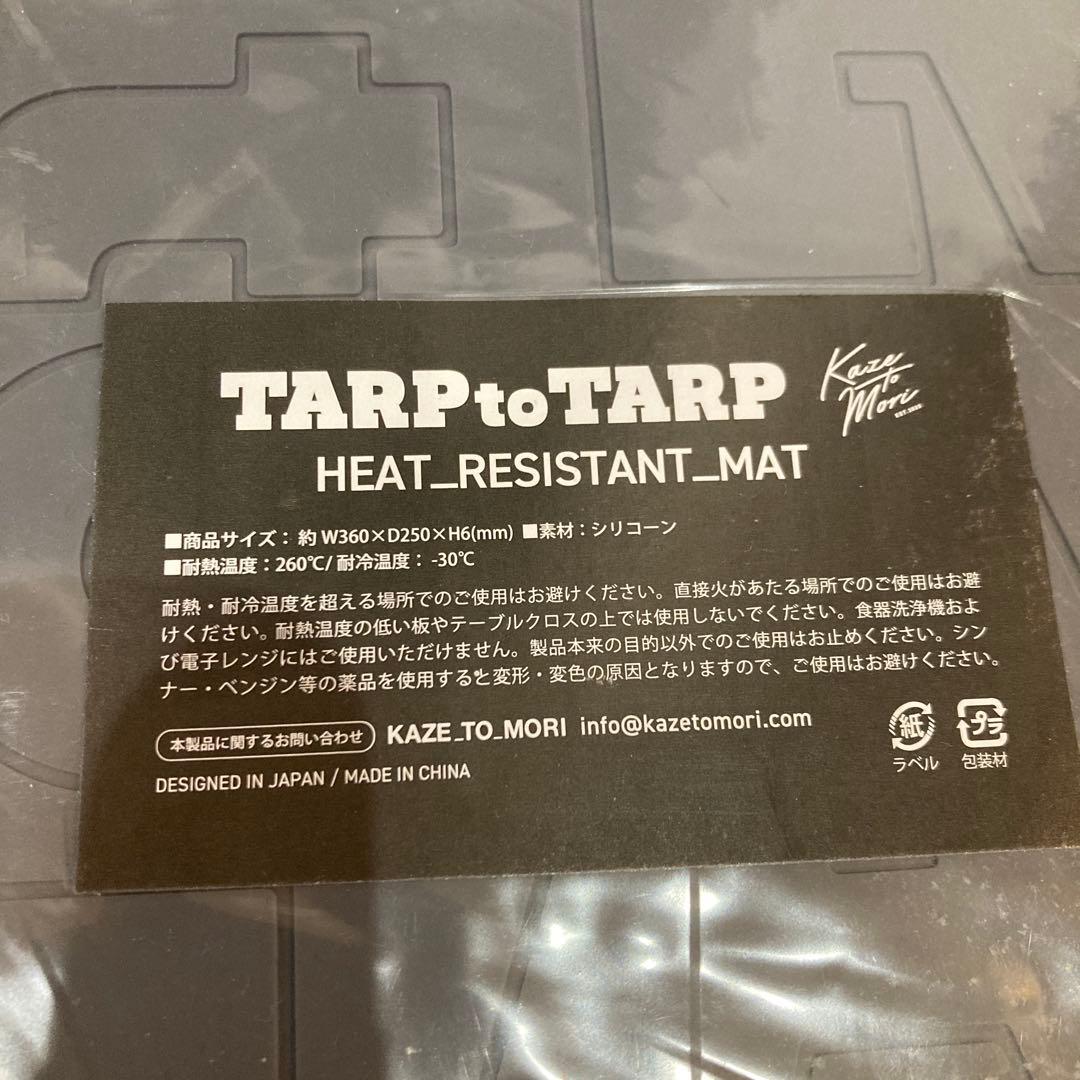 TARP to TARP
Kaze
to
Mori
HEAT_RESISTANT_MAT
■商品サイズ：約 W360×D250×H6(mm) ■素材：シリコーン
■耐熱温度：260℃/ 耐冷温度： -30℃
耐熱・耐冷温度を超える場所でのご使用はお避けください。直接火があたる場所でのご使用はお避
けください。耐熱温度の低い板やテーブルクロスの上では使用しないでください。食器洗浄機およ
び電子レンジにはご使用いただけません。製品本来の目的以外でのご使用はお止めください。シン
ナー・ベンジン等の薬品を使用すると変形・変色の原因となりますので、ご使用はお避けください。
本製品に関するお問い合わせ KAZE_TO_MORI info@kazetomori.com
紙 プラ
ラベル 包装材
DESIGNED IN JAPAN / MADE IN CHINA